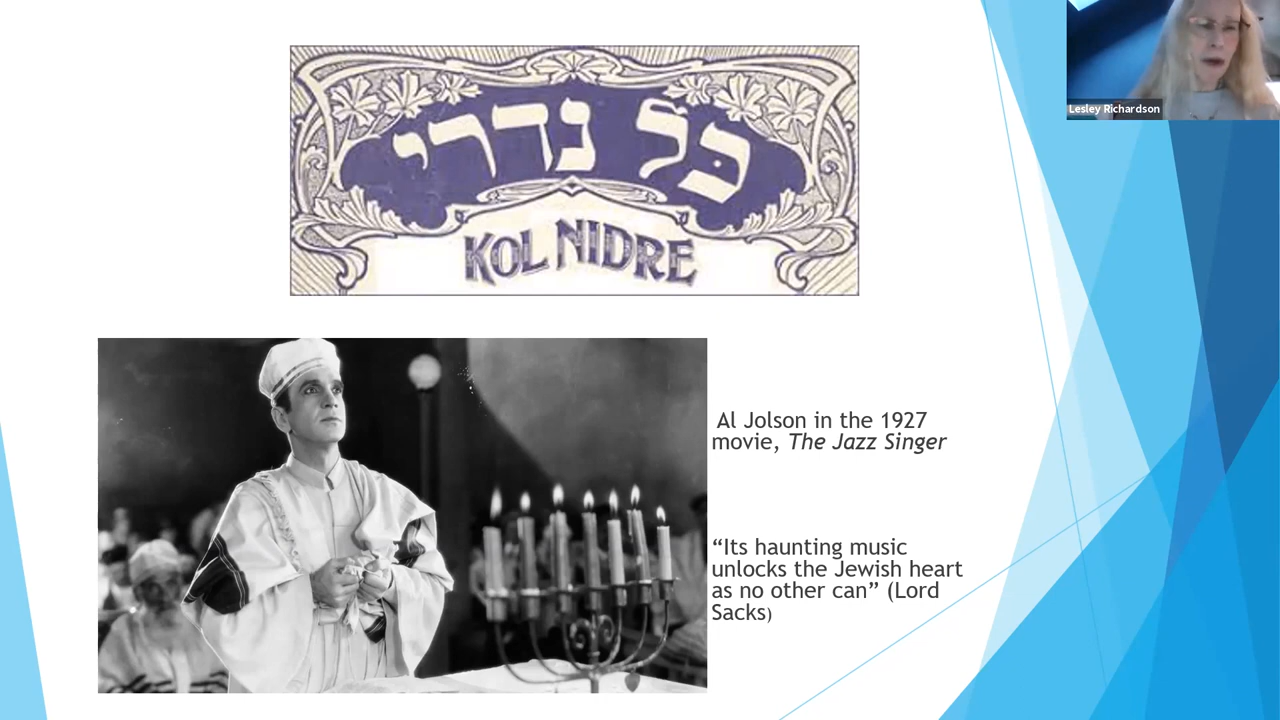 Lesley Richardson
כל נדרי
KOL NIDRE
Al Jolson in the 1927
movie, The Jazz Singer
“Its haunting music
unlocks the Jewish heart
as no other can” (Lord
Sacks)